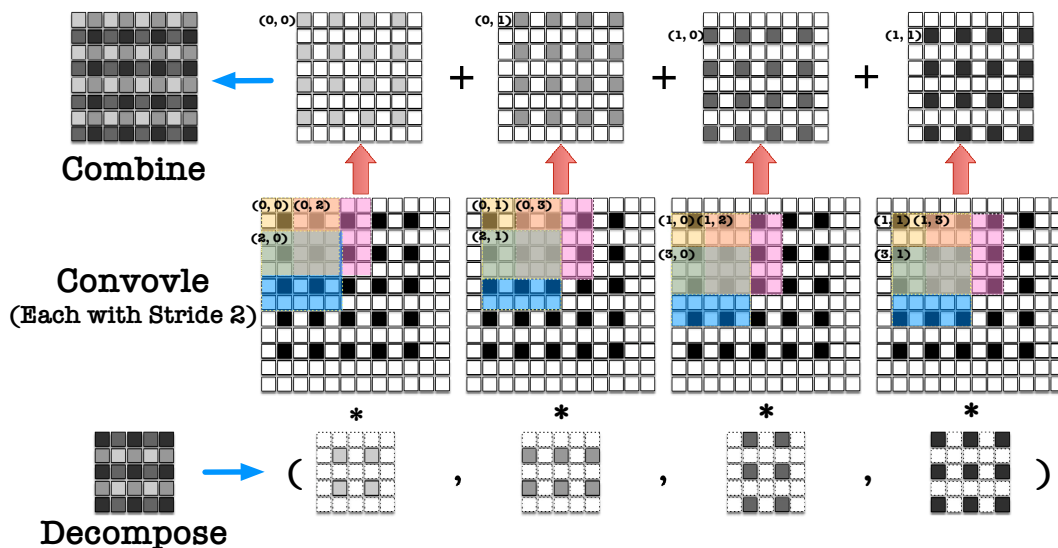 (0, 0)
(0, 1)
(1, 0)
(1, 1)
+
+
+
Combine
(0, 0) (0, 2)
(2, 0)
(0, 1) (0, 3)
(2, 1)
(1, 0) (1, 2)
(3, 0)
(1, 1) (1, 3)
(3, 1)
Convovle
(Each with Stride 2)
* * * *
( , , , )
Decompose